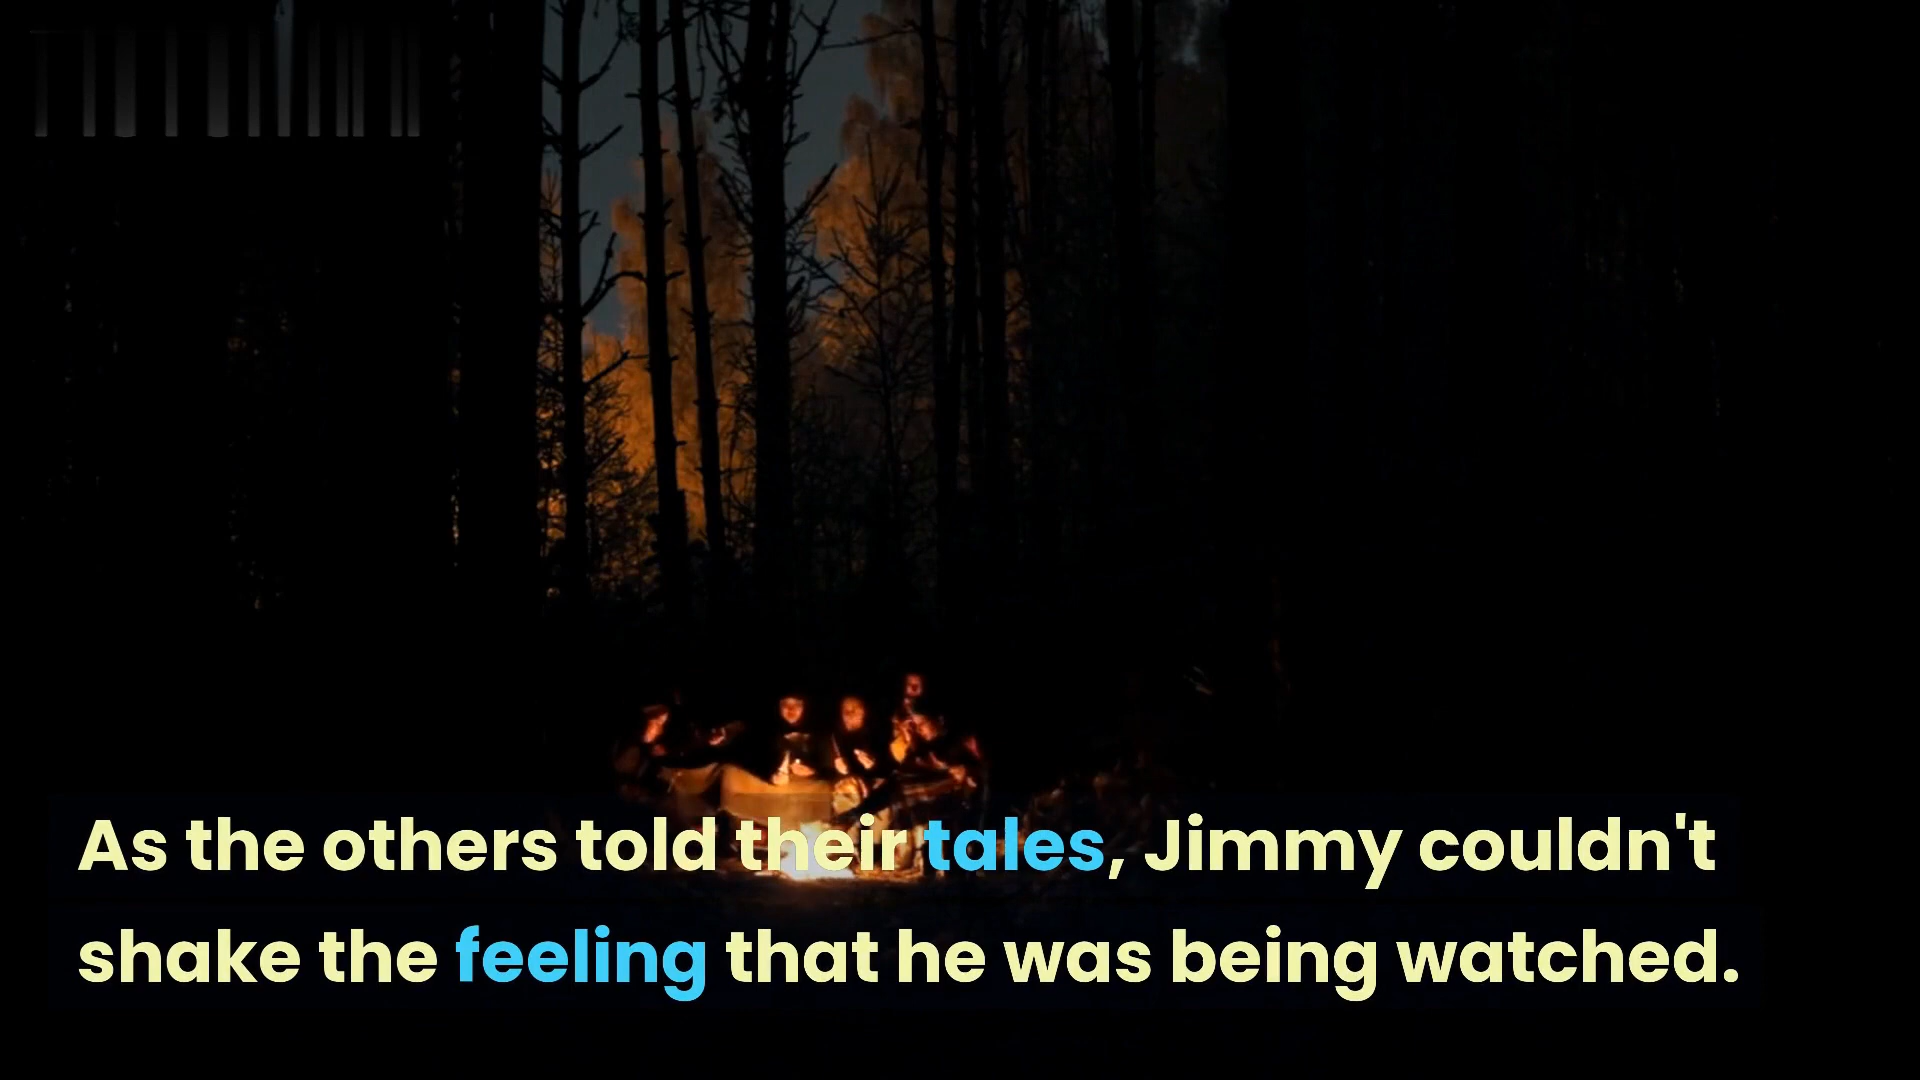 As the others told their tales, Jimmy couldn't
shake the feeling that he was being watched.